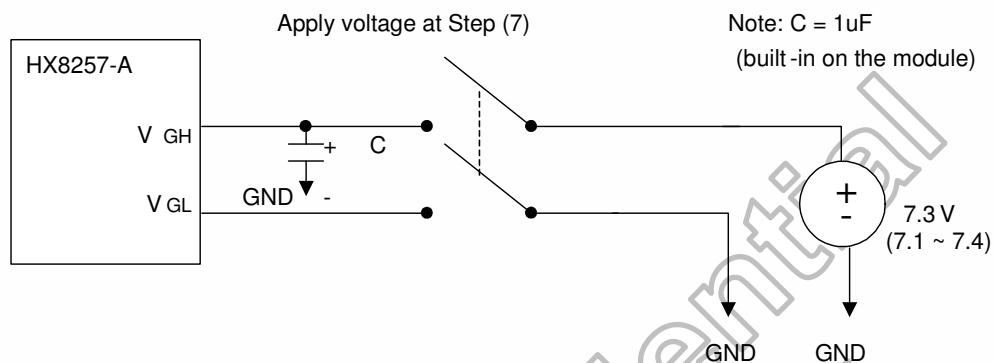 Apply voltage at Step (7)
Note: C = 1uF
(built-in on the module)
HX8257-A
V GH
+
C
V GL
GND
-
+
-
7.3 V
(7.1 ~ 7.4)
GND
GND
ential